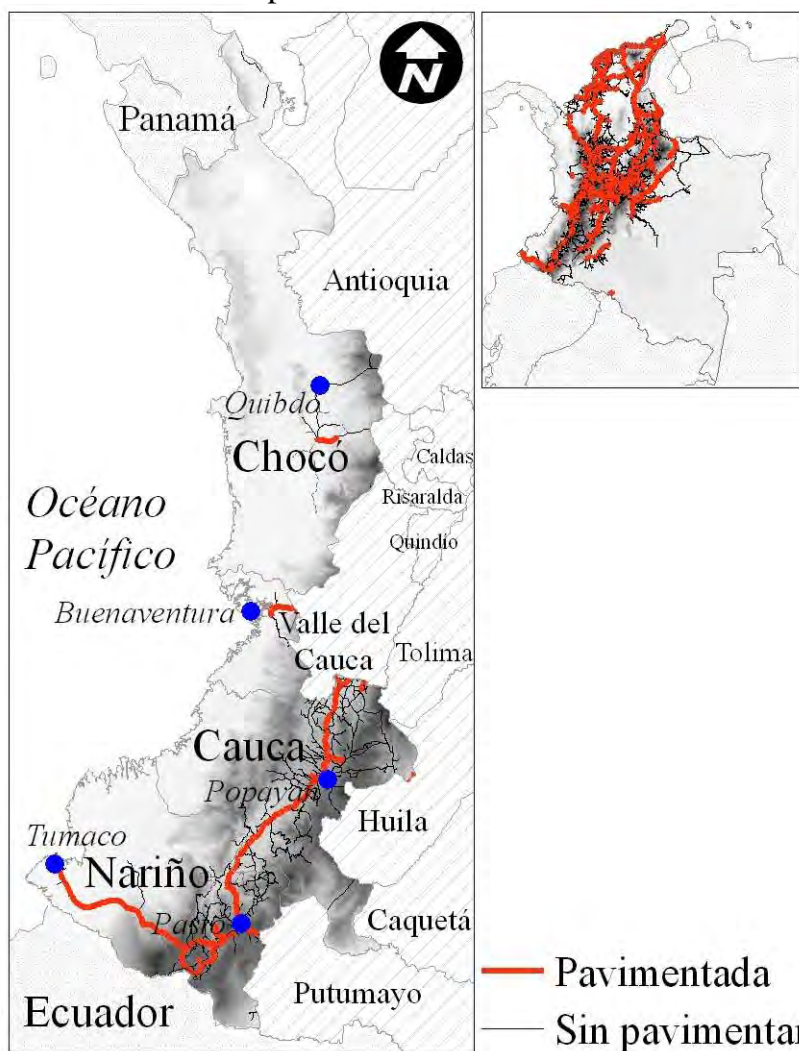 N
Panamá
Antioquia
Quibdo
Chocó
Caldas
Risaralda
Quindío
Océano
Pacífico
Buenaventura
Valle del
Cauca
Tolima
Cauca
Popayán
Huila
Tumaco
Nariño
Pasto
Caquetá
Putumayo
Ecuador
Pavimentada
Sin pavimentar